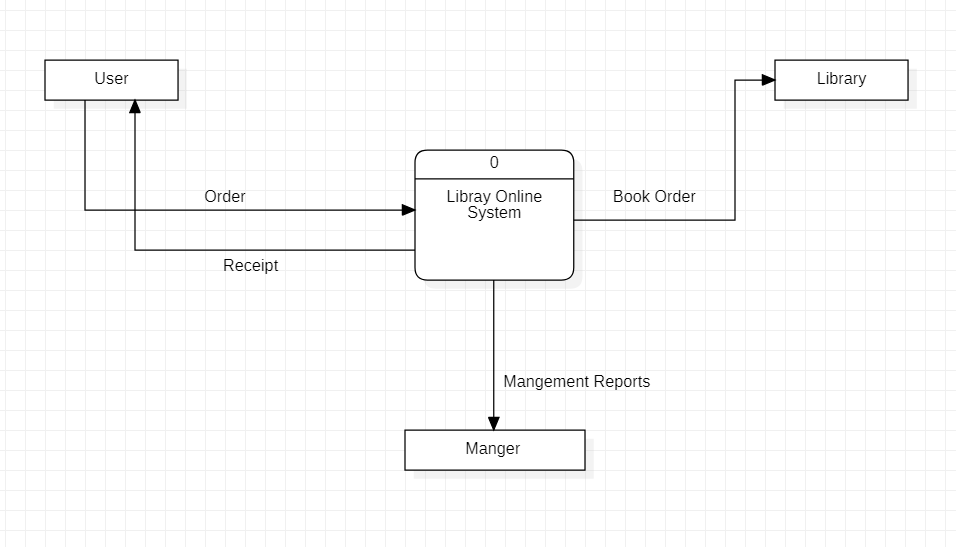 User
Library
0
Libray Online
System
Order
Book Order
Receipt
Mangement Reports
Manger